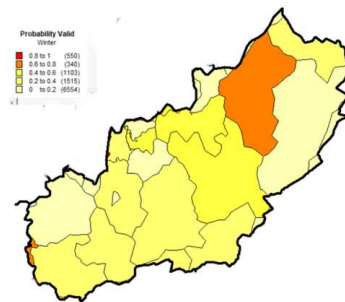 Probability Valid
Winter
0.8 to 1 (550)
0.6 to 0.8 (340)
0.4 to 0.6 (1103)
0.2 to 0.4 (1515)
0 to 0.2 (6554)